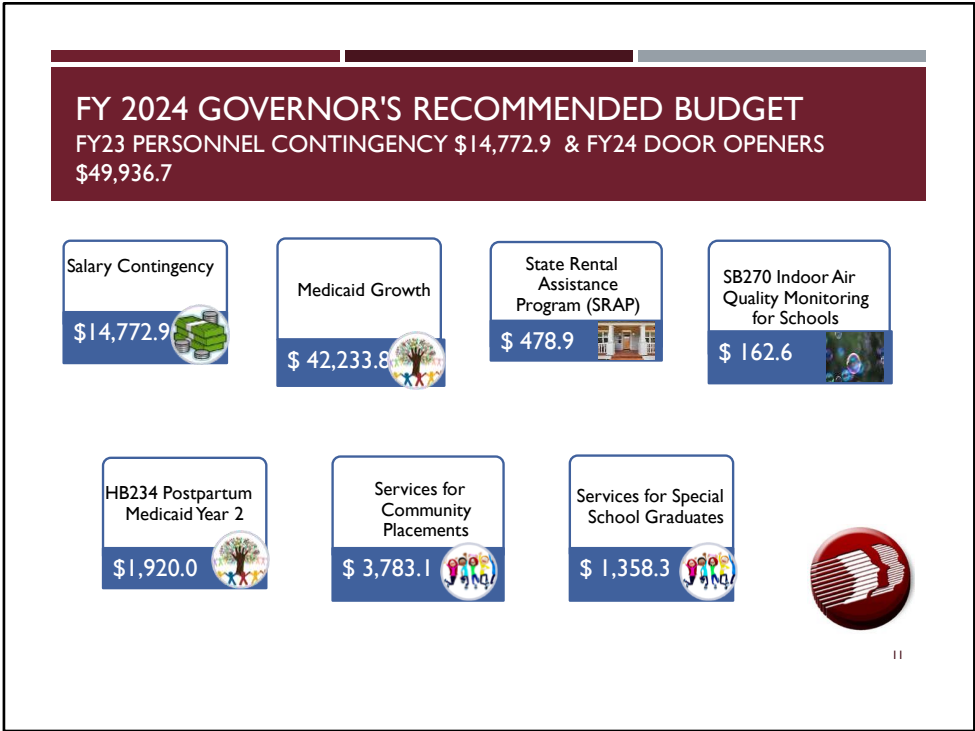 FY 2024 GOVERNOR'S RECOMMENDED BUDGET
FY23 PERSONNEL CONTINGENCY $14,772.9 & FY24 DOOR OPENERS
$49,936.7
Salary Contingency
$14,772.9
Medicaid Growth
$ 42,233.8
State Rental
Assistance
Program (SRAP)
$ 478.9
SB270 Indoor Air
Quality Monitoring
for Schools
$ 162.6
HB234 Postpartum
Medicaid Year 2
$1,920.0
Services for
Community
Placements
$ 3,783.1
Services for Special
School Graduates
$ 1,358.3
11